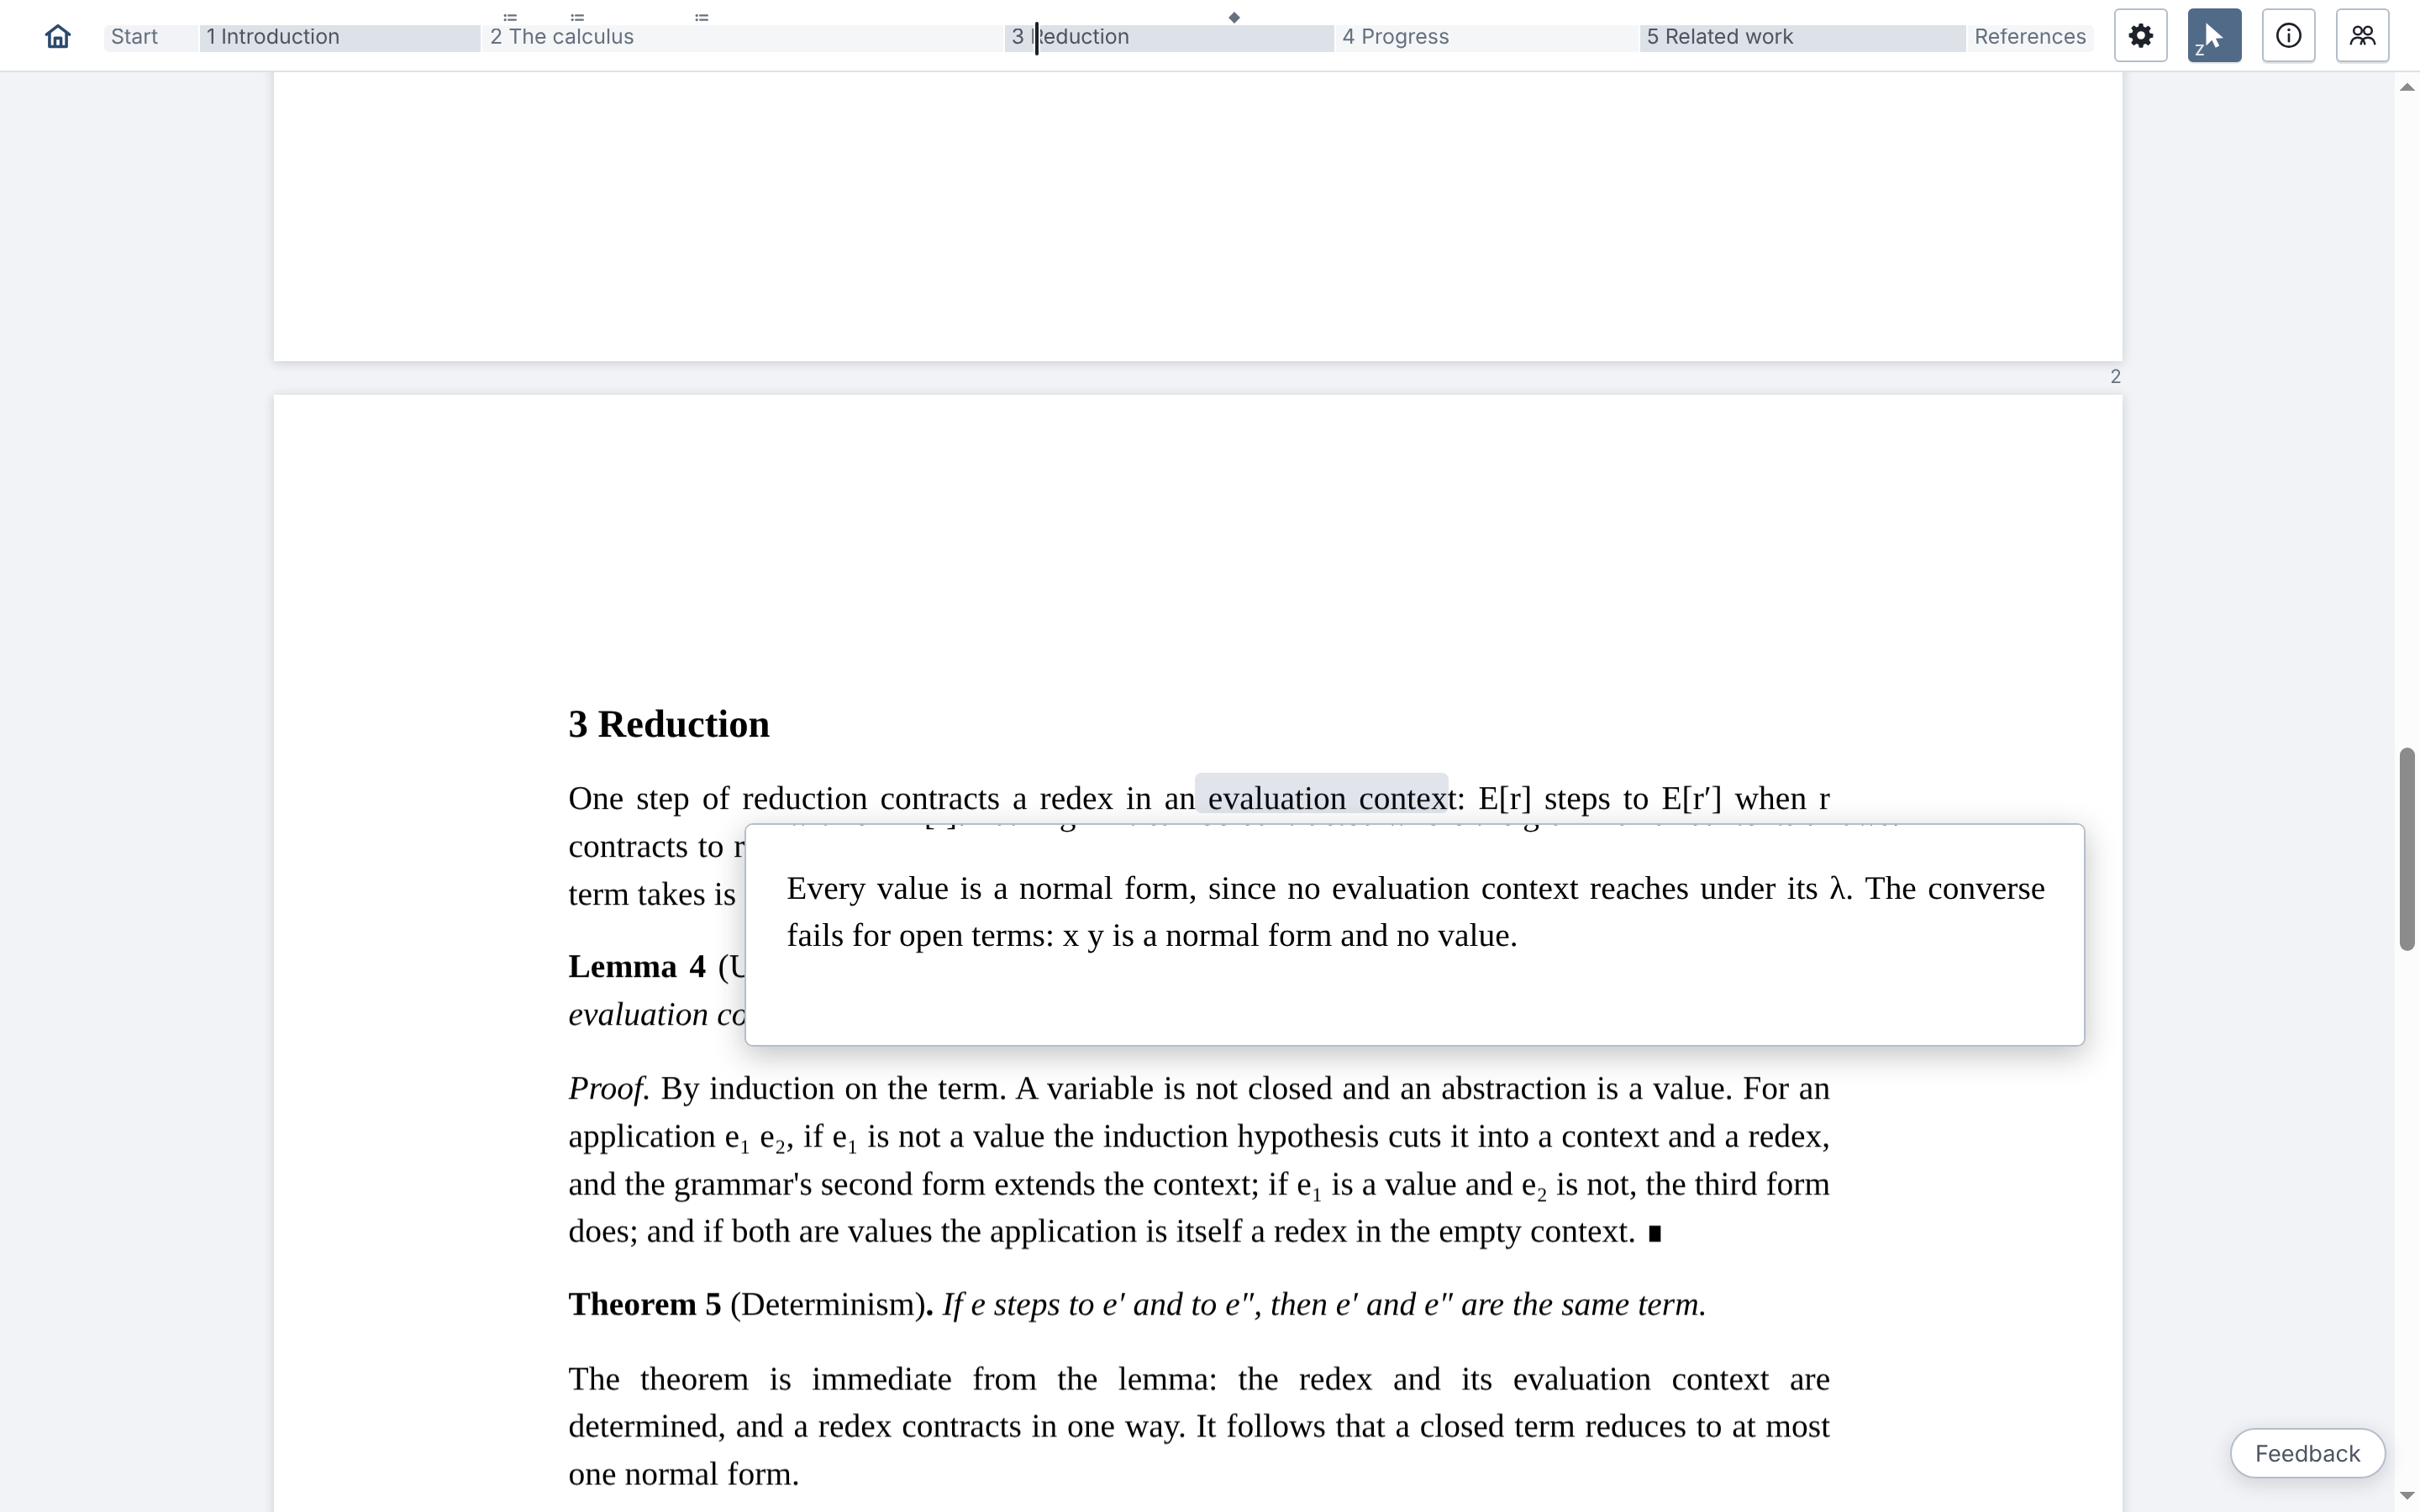 Start
1 Introduction
2 The calculus
3 Reduction
4 Progress
5 Related work
References
z
2
3 Reduction
One step of reduction contracts a redex in an evaluation context: E[r] steps to E[r′] when r
contracts to r
term takes is
Every value is a normal form, since no evaluation context reaches under its λ. The converse
fails for open terms: x y is a normal form and no value.
Lemma 4 (U
evaluation co
Proof. By induction on the term. A variable is not closed and an abstraction is a value. For an
application e₁ e₂, if e₁ is not a value the induction hypothesis cuts it into a context and a redex,
and the grammar's second form extends the context; if e₁ is a value and e₂ is not, the third form
does; and if both are values the application is itself a redex in the empty context. ∎
Theorem 5 (Determinism). If e steps to e′ and to e″, then e′ and e″ are the same term.
The theorem is immediate from the lemma: the redex and its evaluation context are
determined, and a redex contracts in one way. It follows that a closed term reduces to at most
one normal form.
Feedback